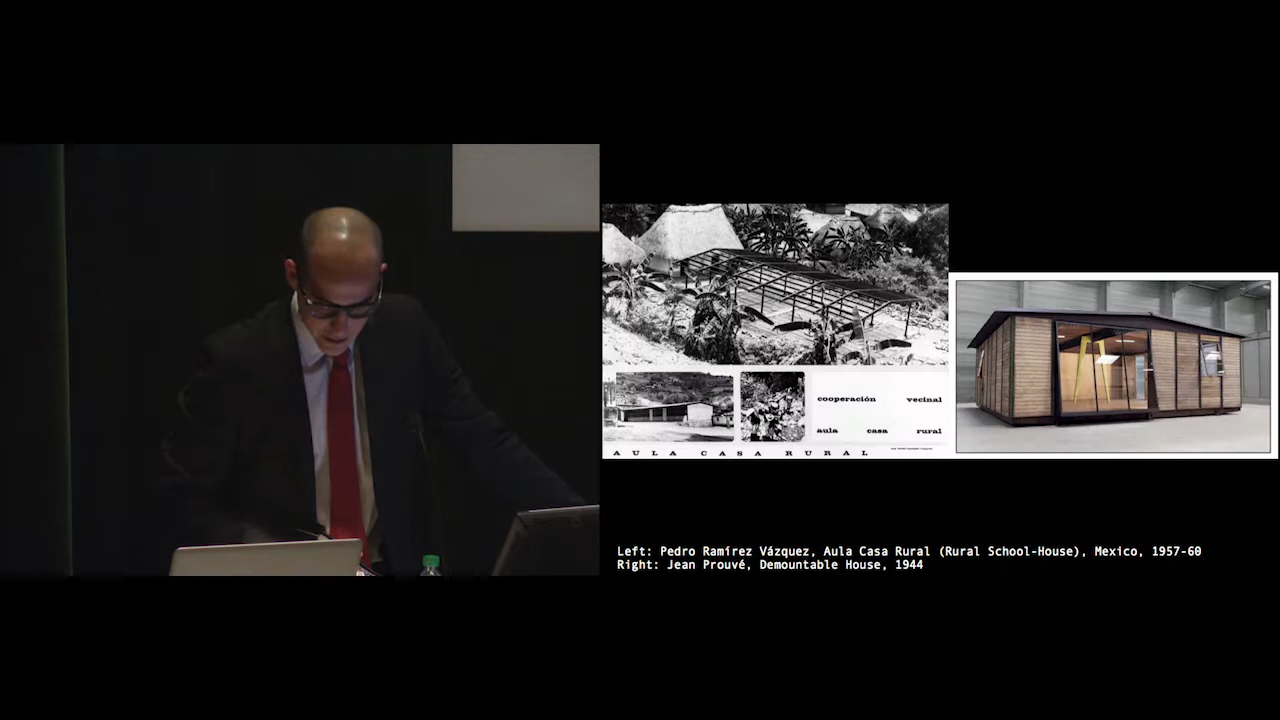 cooperación vecinal
aula casa rural
AULA CASA RURAL
Left: Pedro Ramírez Vázquez, Aula Casa Rural (Rural School-House), Mexico, 1957-60
Right: Jean Prouvé, Demountable House, 1944